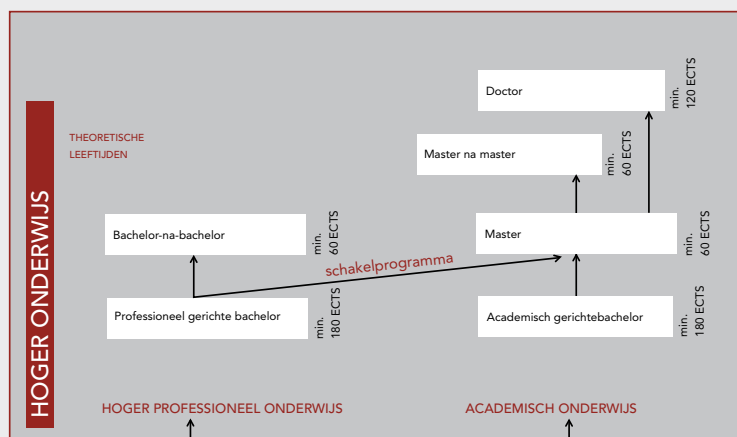 HOGER ONDERWIJS
THEORETISCHE
LEEFTIJDEN
Doctor
min.
120 ECTS
Master na master
min.
60 ECTS
Bachelor-na-bachelor
min.
60 ECTS
Master
min.
60 ECTS
schakelprogramma
Professioneel gerichte bachelor
min.
180 ECTS
Academisch gerichtebachelor
min.
180 ECTS
HOGER PROFESSIONEEL ONDERWIJS
ACADEMISCH ONDERWIJS